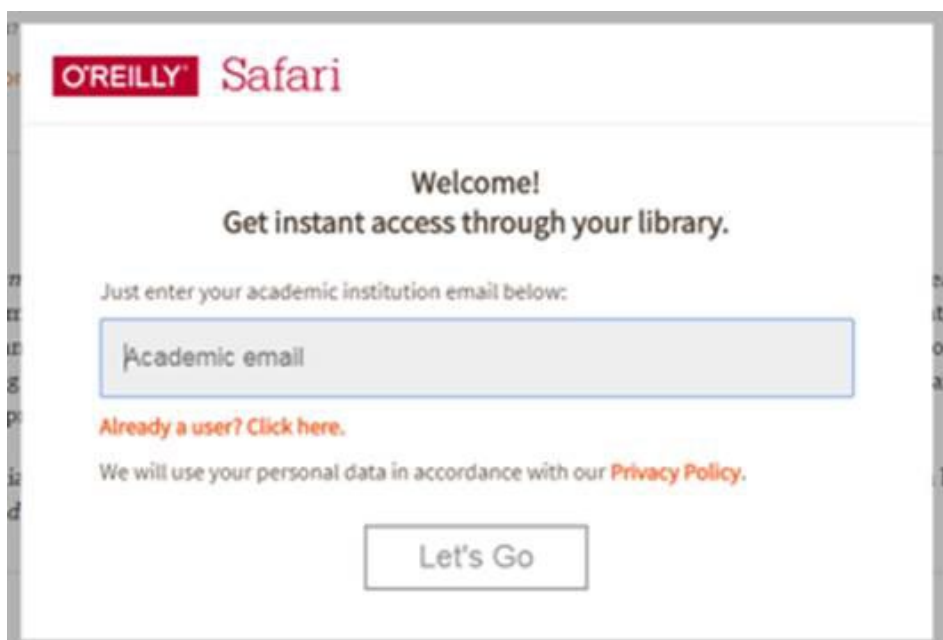 O'REILLY® Safari
Welcome!
Get instant access through your library.
Just enter your academic institution email below:
Academic email
Already a user? Click here.
We will use your personal data in accordance with our Privacy Policy.
Let's Go